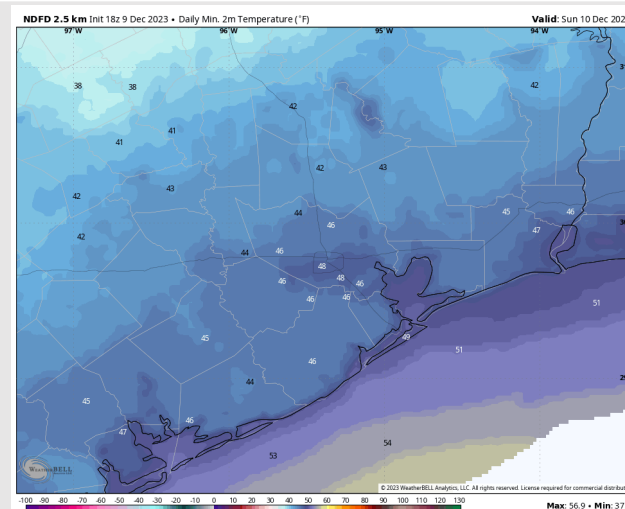 NDFD 2.5 km Init 18z 9 Dec 2023 • Daily Min. 2m Temperature (°F)
Valid: Sun 10 Dec 202
97°W 96°W 95°W 94°W
38 38 42 42
41 41
42 43 42 43
42 44 46 45 47 46
44 46 48 48 46
46 46 46
51
45 49 51
46
44
45
47 46
53 54
WeatherBELL
© 2023 WeatherBELL Analytics, LLC. All rights reserved. License required for commercial distribut
-100 -90 -80 -70 -60 -50 -40 -30 -20 -10 0 10 20 30 40 50 60 70 80 90 100 110 120 130
Max: 56.9 • Min: 37